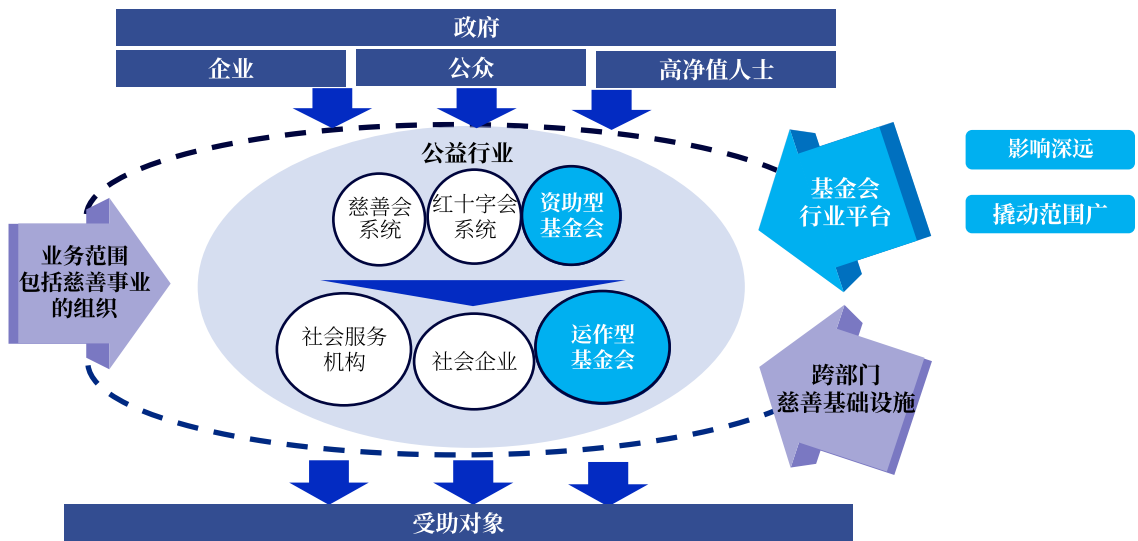 政府
企业
公众
高净值人士
公益行业
慈善会
系统
红十字会
系统
资助型
基金会
业务范围
包括慈善事业
的组织
社会服务
机构
社会企业
运作型
基金会
基金会
行业平台
影响深远
撬动范围广
跨部门
慈善基础设施
受助对象